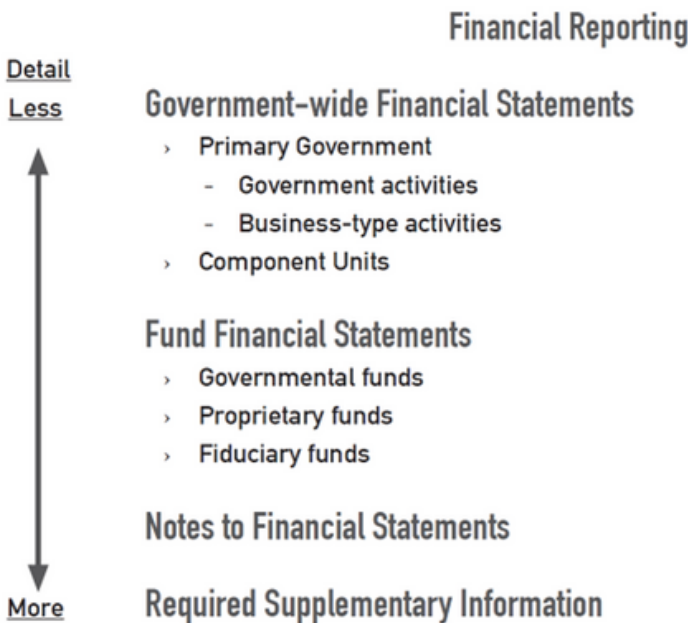 Financial Reporting
Detail
Less
Government-wide Financial Statements
› Primary Government
- Government activities
- Business-type activities
› Component Units
Fund Financial Statements
› Governmental funds
› Proprietary funds
› Fiduciary funds
Notes to Financial Statements
More
Required Supplementary Information